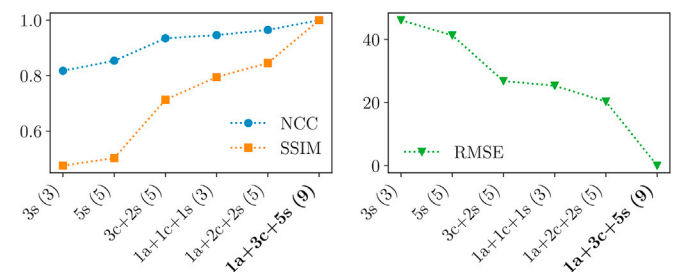 1.0
0.8
0.6
NCC
SSIM
3s (3)
5s (5)
3c+2s (5)
1a+1c+1s (3)
1a+2c+2s (5)
1a+3c+5s (9)
40
20
0
RMSE
3s (3)
5s (5)
3c+2s (5)
1a+1c+1s (3)
1a+2c+2s (5)
1a+3c+5s (9)